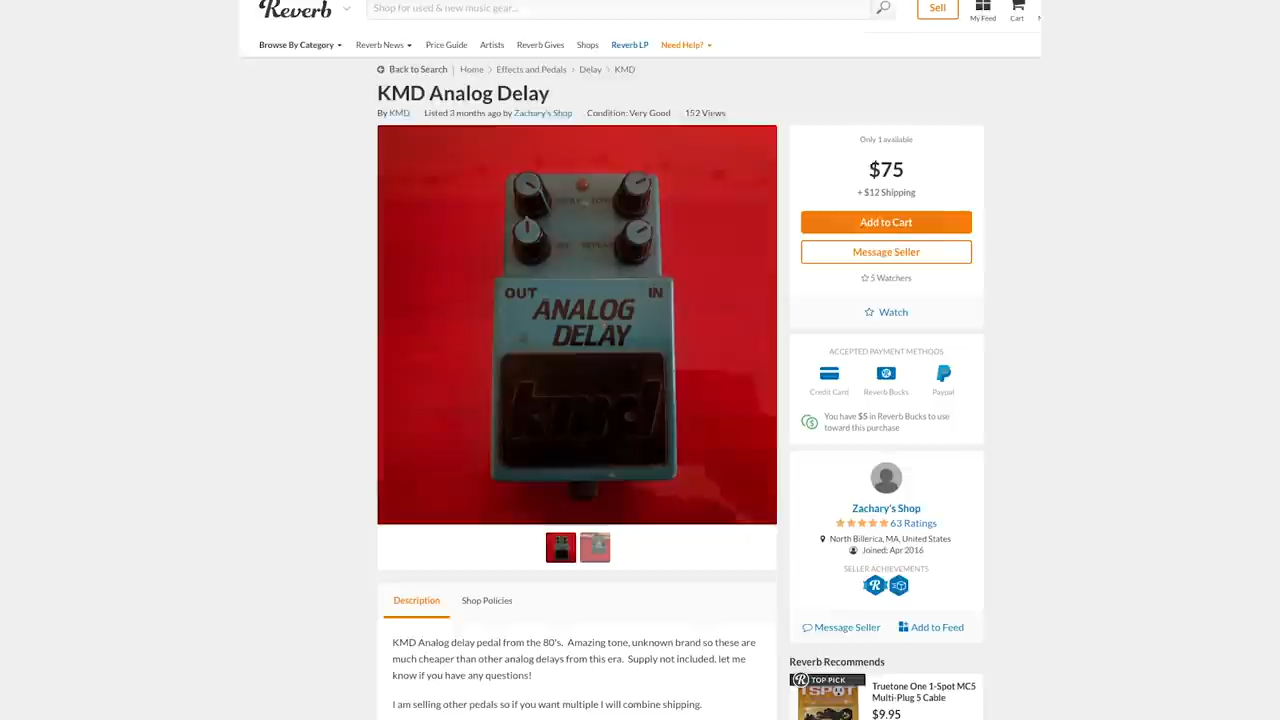 Reverb
Shop for used & new music gear...
Sell
My Feed
Cart
Browse By Category
Reverb News
Price Guide
Artists
Reverb Gives
Shops
Reverb LP
Need Help?
Back to Search
Home
Effects and Pedals
Delay
KMD
KMD Analog Delay
By KMD
Listed 3 months ago by Zachary's Shop
Condition: Very Good
152 Views
OUT
IN
ANALOG
DELAY
kmd
Only 1 available
$75
+ $12 Shipping
Add to Cart
Message Seller
5 Watchers
Watch
ACCEPTED PAYMENT METHODS
Credit Card
Reverb Bucks
Paypal
You have $5 in Reverb Bucks to use
toward this purchase
Zachary's Shop
63 Ratings
North Billerica, MA, United States
Joined: Apr 2016
SELLER ACHIEVEMENTS
Message Seller
Add to Feed
Description
Shop Policies
KMD Analog delay pedal from the 80's. Amazing tone, unknown brand so these are
much cheaper than other analog delays from this era. Supply not included, let me
know if you have any questions!
I am selling other pedals so if you want multiple I will combine shipping.
Reverb Recommends
TOP PICK
1 SPOT
Truetone One 1-Spot MC5
Multi-Plug 5 Cable
$9.95